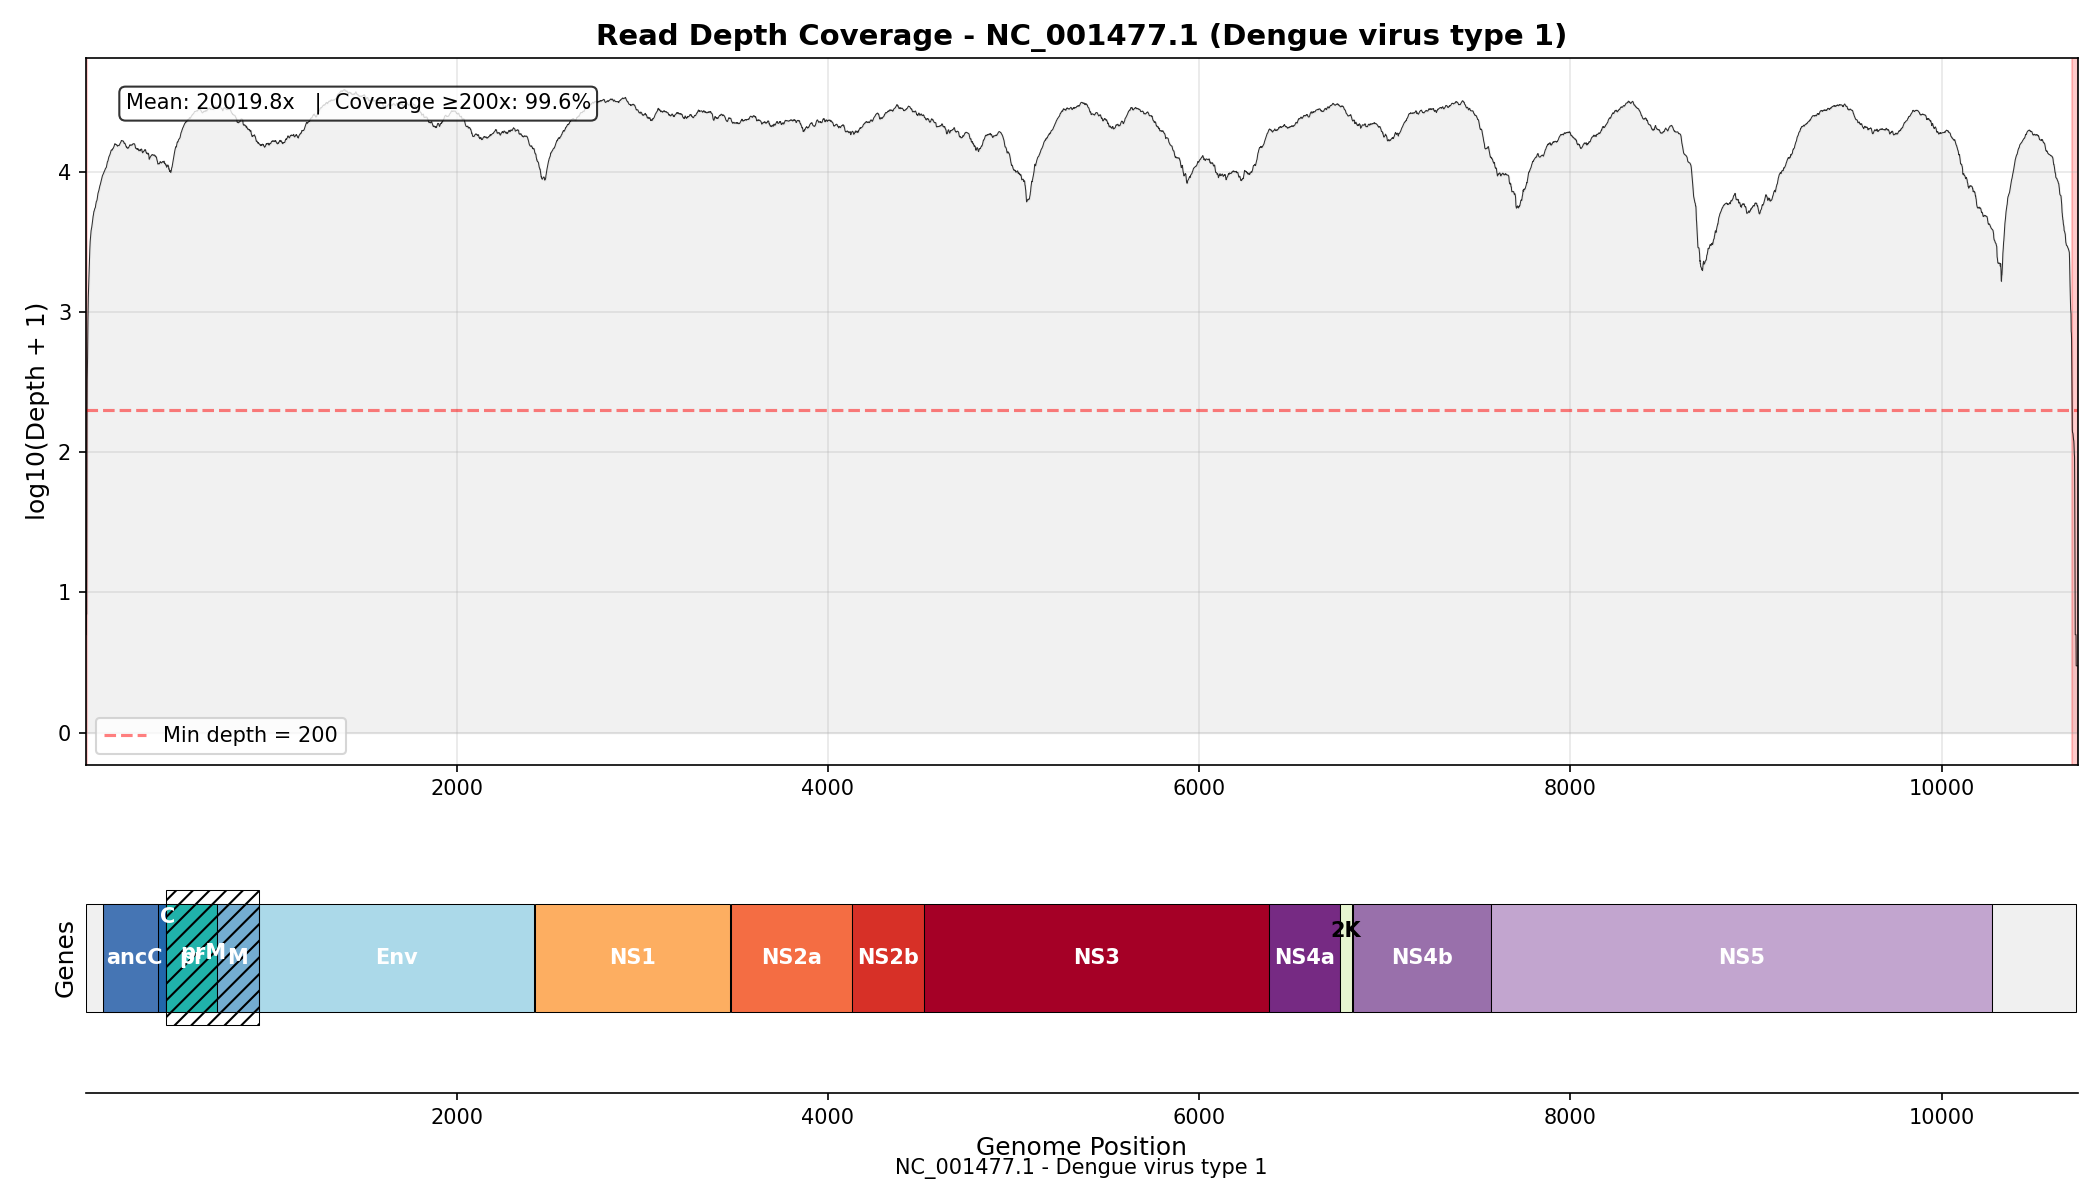 Read Depth Coverage - NC_001477.1 (Dengue virus type 1)
Mean: 20019.8x | Coverage ≥200x: 99.6%
log10(Depth + 1)
4
3
2
1
0
Min depth = 200
2000 4000 6000 8000 10000
Genes
ancC C pr prM M Env NS1 NS2a NS2b NS3 NS4a 2K NS4b NS5
2000 4000 6000 8000 10000
Genome Position
NC_001477.1 - Dengue virus type 1